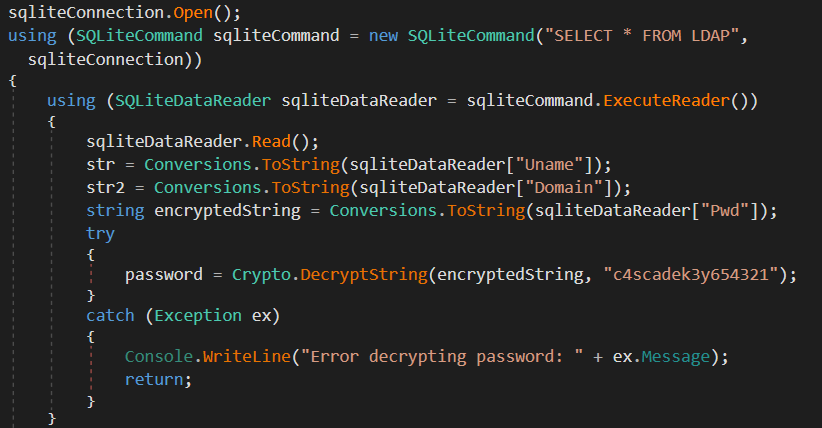 sqliteConnection.Open();
using (SQLiteCommand sqliteCommand = new SQLiteCommand("SELECT * FROM LDAP",
sqliteConnection))
{
using (SQLiteDataReader sqliteDataReader = sqliteCommand.ExecuteReader())
{
sqliteDataReader.Read();
str = Conversions.ToString(sqliteDataReader["Uname"]);
str2 = Conversions.ToString(sqliteDataReader["Domain"]);
string encryptedString = Conversions.ToString(sqliteDataReader["Pwd"]);
try
{
password = Crypto.DecryptString(encryptedString, "c4scadek3y654321");
}
catch (Exception ex)
{
Console.WriteLine("Error decrypting password: " + ex.Message);
return;
}
}